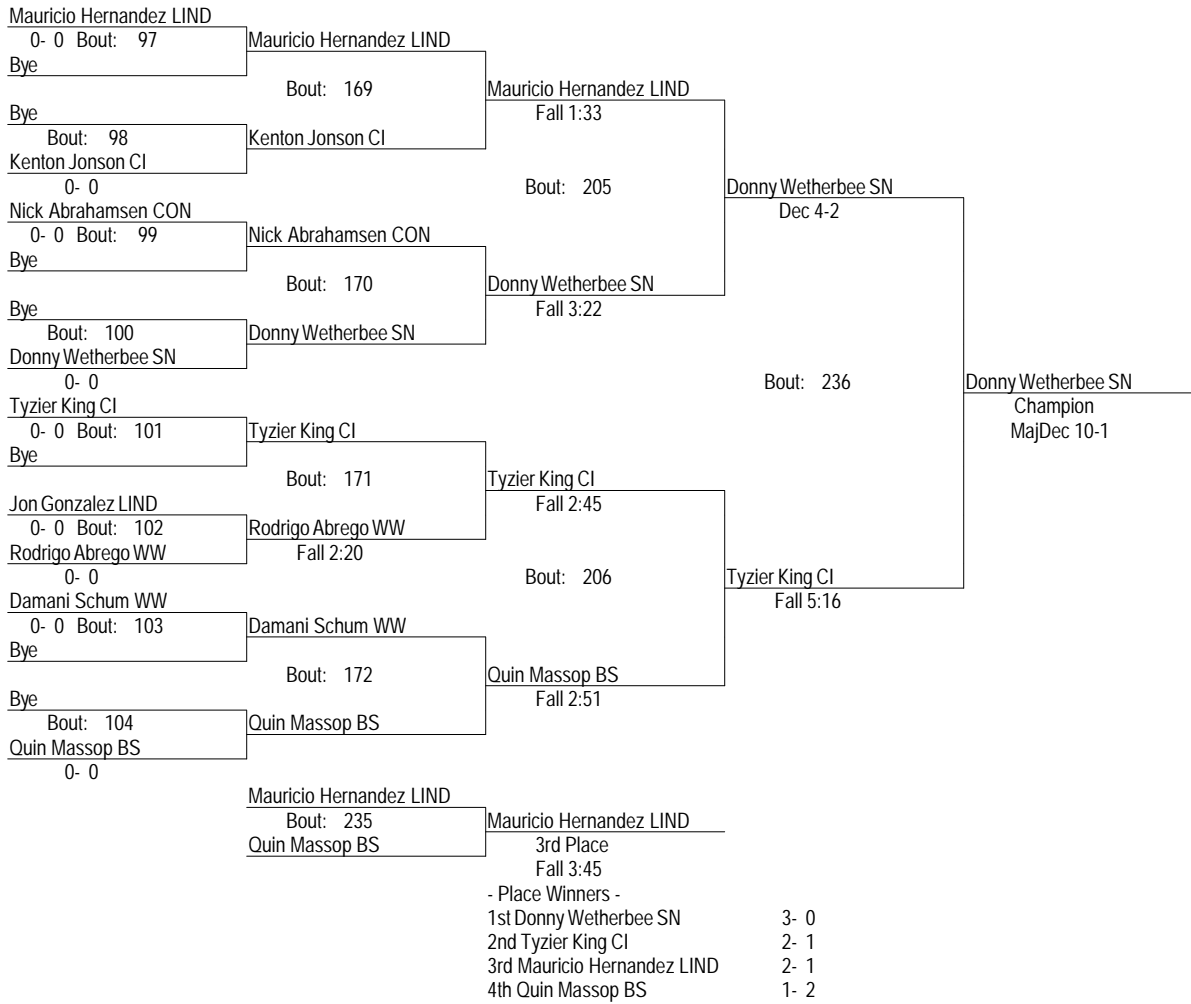 Mauricio Hernandez LIND
0- 0 Bout: 97
Mauricio Hernandez LIND
Bye
Bout: 169
Mauricio Hernandez LIND
Bye
Fall 1:33
Bout: 98
Kenton Jonson CI
Kenton Jonson CI
0- 0
Bout: 205
Donny Wetherbee SN
Nick Abrahamsen CON
Dec 4-2
0- 0 Bout: 99
Nick Abrahamsen CON
Bye
Bout: 170
Donny Wetherbee SN
Bye
Fall 3:22
Bout: 100
Donny Wetherbee SN
Donny Wetherbee SN
0- 0
Bout: 236
Donny Wetherbee SN
Tyzier King CI
Champion
0- 0 Bout: 101
Tyzier King CI
MajDec 10-1
Bye
Bout: 171
Tyzier King CI
Jon Gonzalez LIND
Fall 2:45
0- 0 Bout: 102
Rodrigo Abrego WW
Rodrigo Abrego WW
Fall 2:20
0- 0
Bout: 206
Tyzier King CI
Damani Schum WW
Fall 5:16
0- 0 Bout: 103
Damani Schum WW
Bye
Bout: 172
Quin Massop BS
Bye
Fall 2:51
Bout: 104
Quin Massop BS
Quin Massop BS
0- 0
Mauricio Hernandez LIND
Bout: 235
Mauricio Hernandez LIND
Quin Massop BS
3rd Place
Fall 3:45
- Place Winners -
1st Donny Wetherbee SN 3- 0
2nd Tyzier King CI 2- 1
3rd Mauricio Hernandez LIND 2- 1
4th Quin Massop BS 1- 2